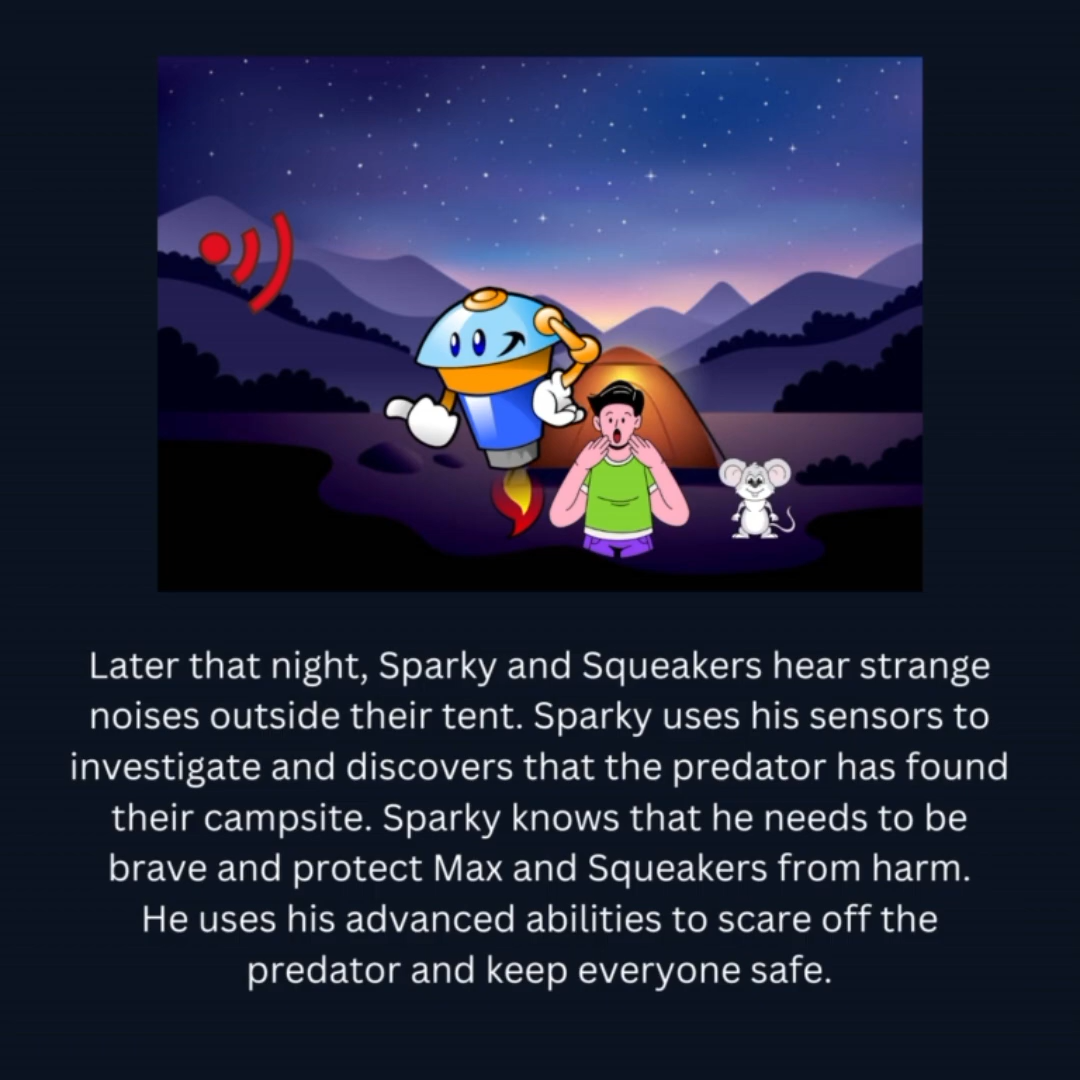 Later that night, Sparky and Squeakers hear strange
noises outside their tent. Sparky uses his sensors to
investigate and discovers that the predator has found
their campsite. Sparky knows that he needs to be
brave and protect Max and Squeakers from harm.
He uses his advanced abilities to scare off the
predator and keep everyone safe.